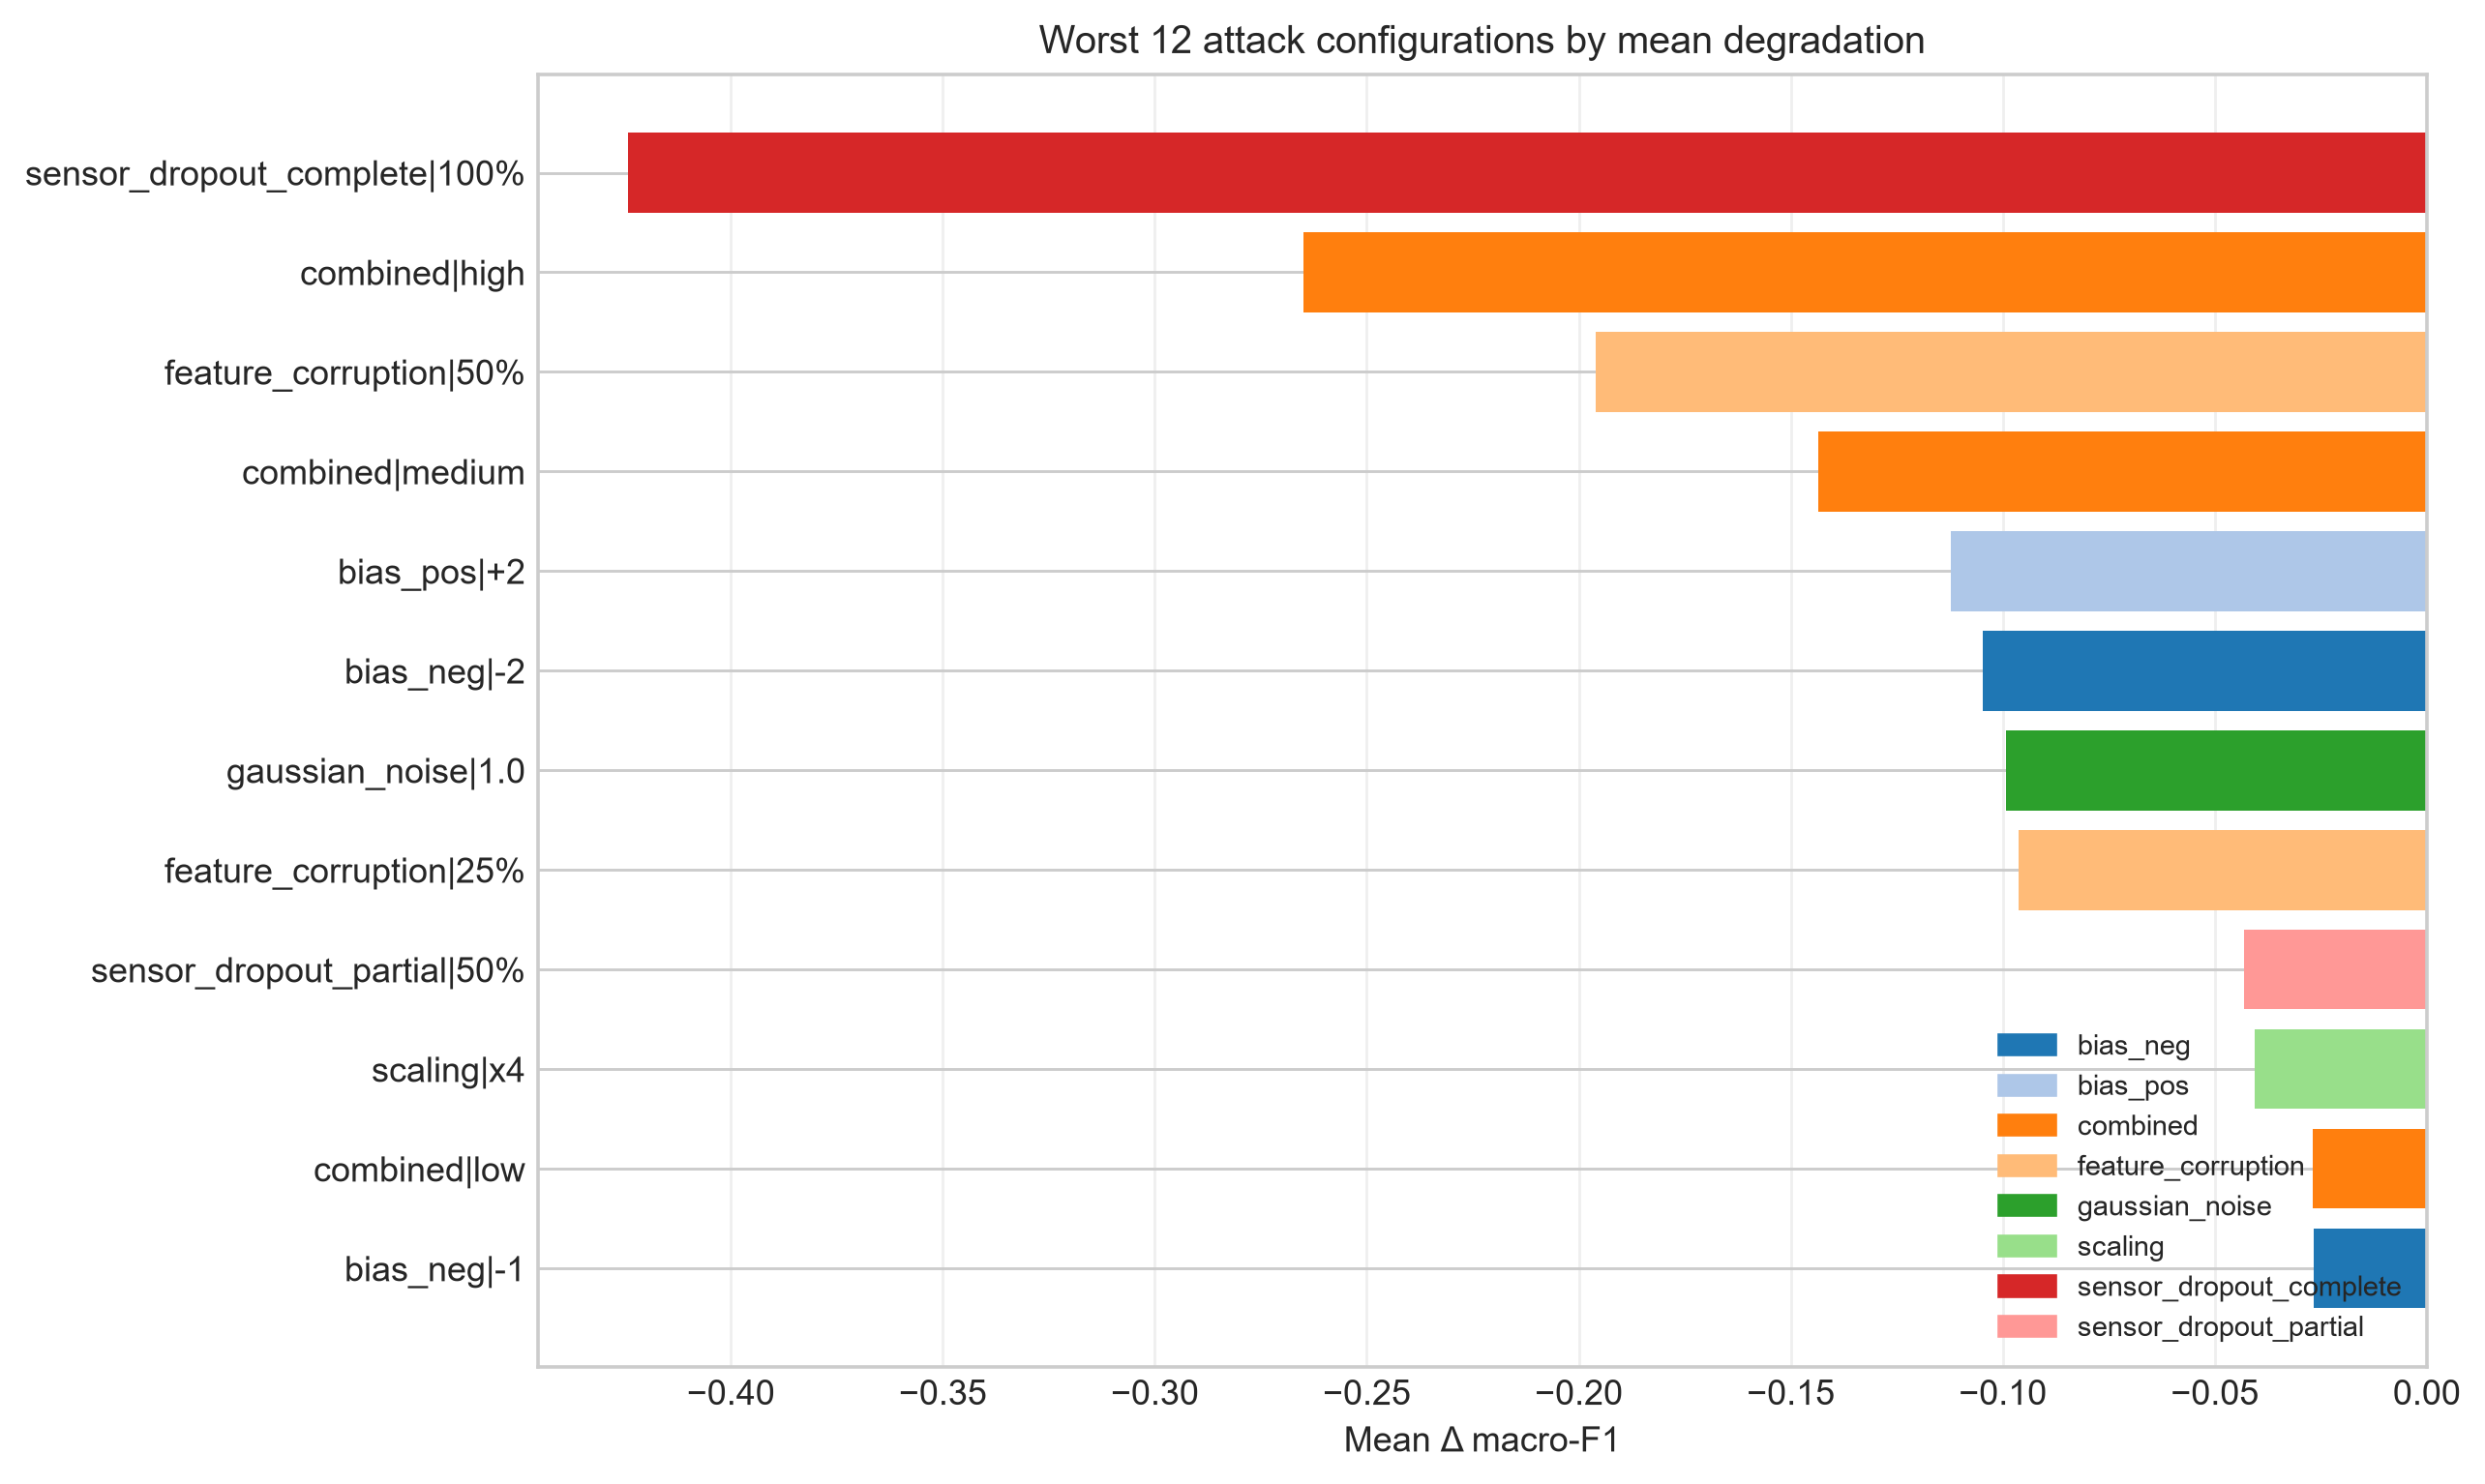 Worst 12 attack configurations by mean degradation
sensor_dropout_complete|100%
combined|high
feature_corruption|50%
combined|medium
bias_pos|+2
bias_neg|-2
gaussian_noise|1.0
feature_corruption|25%
sensor_dropout_partial|50%
scaling|x4
combined|low
bias_neg|-1
bias_neg
bias_pos
combined
feature_corruption
gaussian_noise
scaling
sensor_dropout_complete
sensor_dropout_partial
−0.40 −0.35 −0.30 −0.25 −0.20 −0.15 −0.10 −0.05 0.00
Mean Δ macro-F1